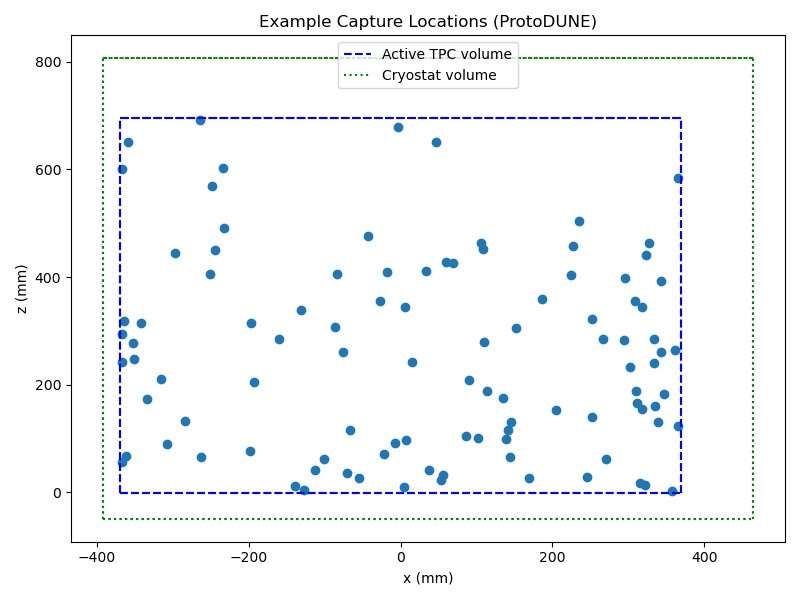 Example Capture Locations (ProtoDUNE)
Active TPC volume
Cryostat volume
800
600
400
200
0
z (mm)
−400
−200
0
200
400
x (mm)